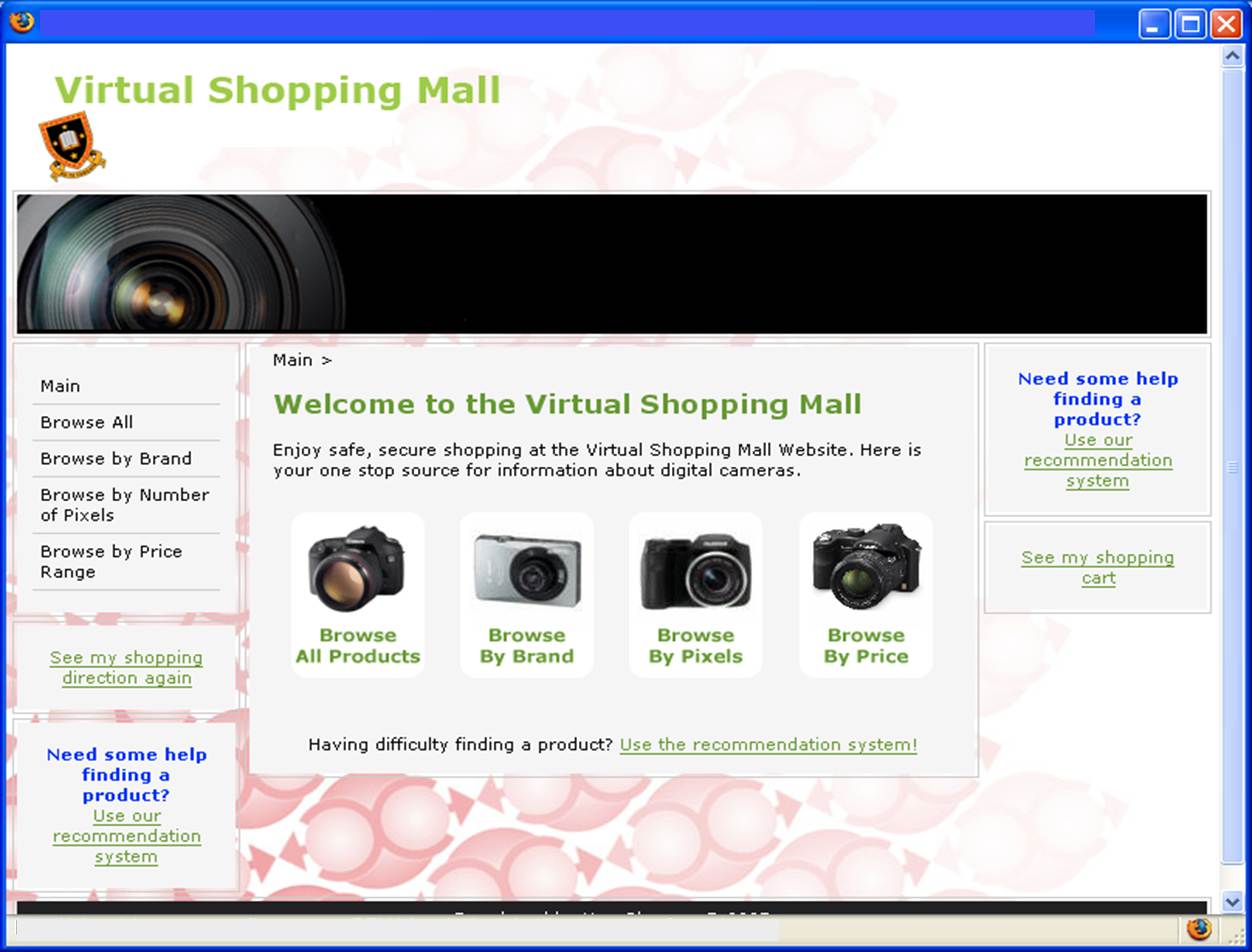 Virtual Shopping Mall
Main
Browse All
Browse by Brand
Browse by Number
of Pixels
Browse by Price
Range
See my shopping
direction again
Need some help
finding a
product?
Use our
recommendation
system
Main >
Welcome to the Virtual Shopping Mall
Enjoy safe, secure shopping at the Virtual Shopping Mall Website. Here is
your one stop source for information about digital cameras.
Browse
All Products
Browse
By Brand
Browse
By Pixels
Browse
By Price
Having difficulty finding a product? Use the recommendation system!
Need some help
finding a
product?
Use our
recommendation
system
See my shopping
cart